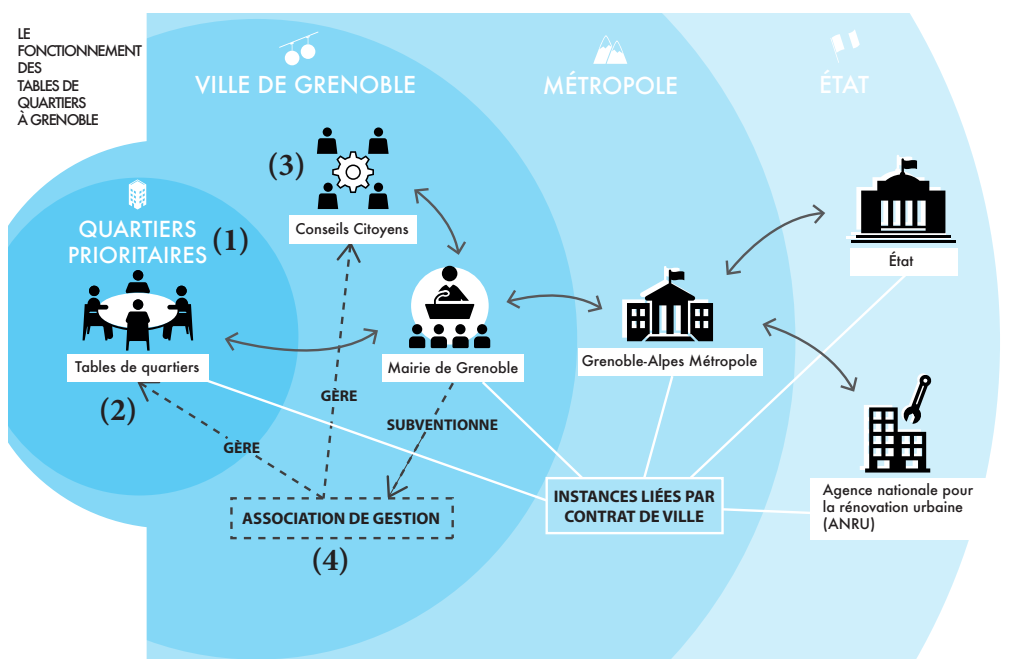 LE
FONCTIONNEMENT
DES
TABLES DE
QUARTIERS
À GRENOBLE
VILLE DE GRENOBLE
MÉTROPOLE
ÉTAT
(3)
Conseils Citoyens
QUARTIERS
PRIORITAIRES
(1)
État
Tables de quartiers
Mairie de Grenoble
Grenoble-Alpes Métropole
(2)
GÈRE
SUBVENTIONNE
GÈRE
ASSOCIATION DE GESTION
(4)
INSTANCES LIÉES PAR
CONTRAT DE VILLE
Agence nationale pour
la rénovation urbaine
(ANRU)